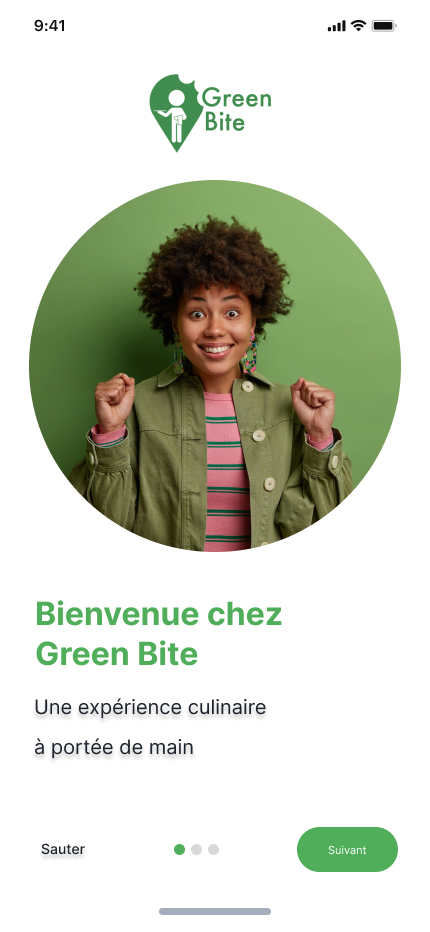 9:41
Green
Bite
Bienvenue chez
Green Bite
Une expérience culinaire
à portée de main
Sauter
Suivant